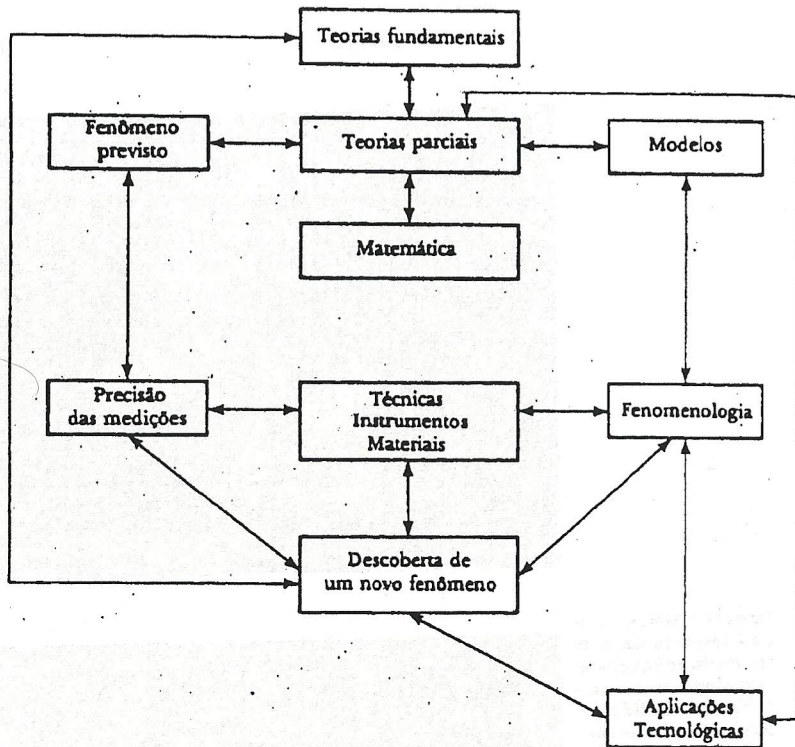 Teorias fundamentais
Fenômeno
previsto
Teorias parciais
Modelos
Matemática
Precisão
das medições
Técnicas
Instrumentos
Materiais
Fenomenologia
Descoberta de
um novo fenômeno
Aplicações
Tecnológicas